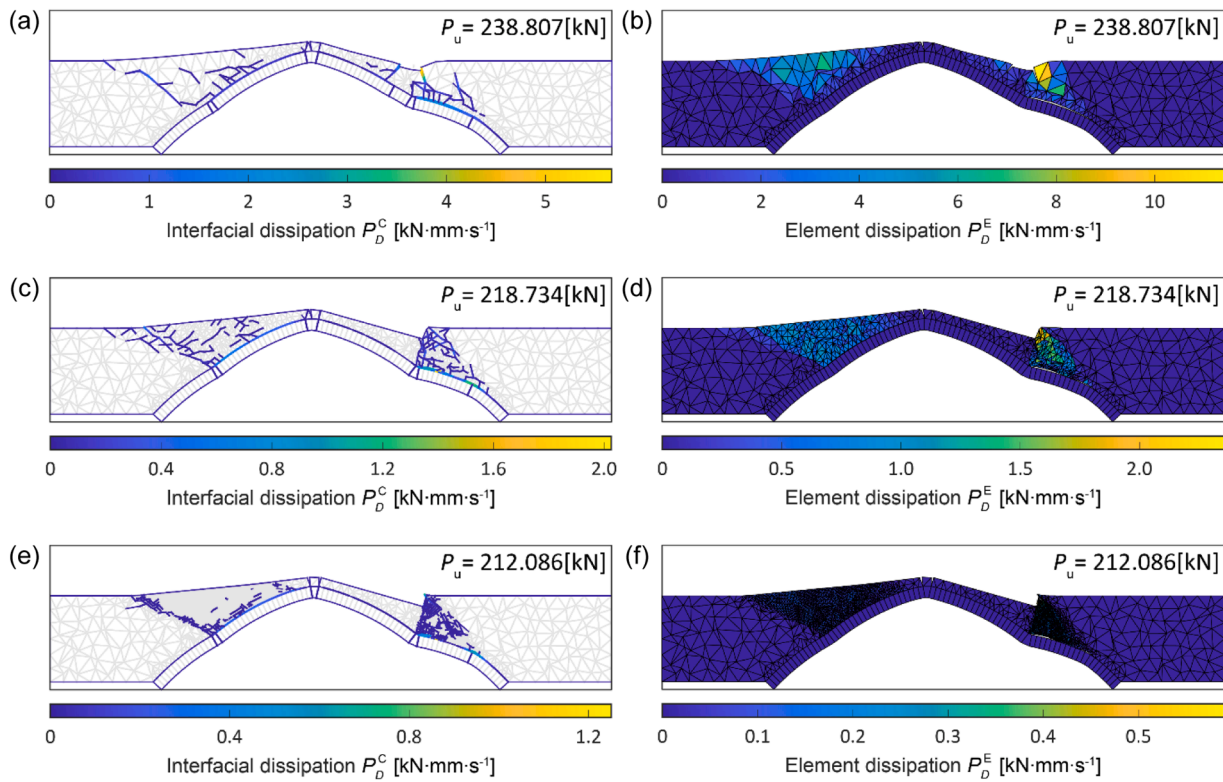 (a)
P_u = 238.807[kN]
0 1 2 3 4 5
Interfacial dissipation P_D^C [kN·mm·s⁻¹]
(b)
P_u = 238.807[kN]
0 2 4 6 8 10
Element dissipation P_D^E [kN·mm·s⁻¹]
(c)
P_u = 218.734[kN]
0 0.4 0.8 1.2 1.6 2.0
Interfacial dissipation P_D^C [kN·mm·s⁻¹]
(d)
P_u = 218.734[kN]
0 0.5 1.0 1.5 2.0
Element dissipation P_D^E [kN·mm·s⁻¹]
(e)
P_u = 212.086[kN]
0 0.4 0.8 1.2
Interfacial dissipation P_D^C [kN·mm·s⁻¹]
(f)
P_u = 212.086[kN]
0 0.1 0.2 0.3 0.4 0.5
Element dissipation P_D^E [kN·mm·s⁻¹]